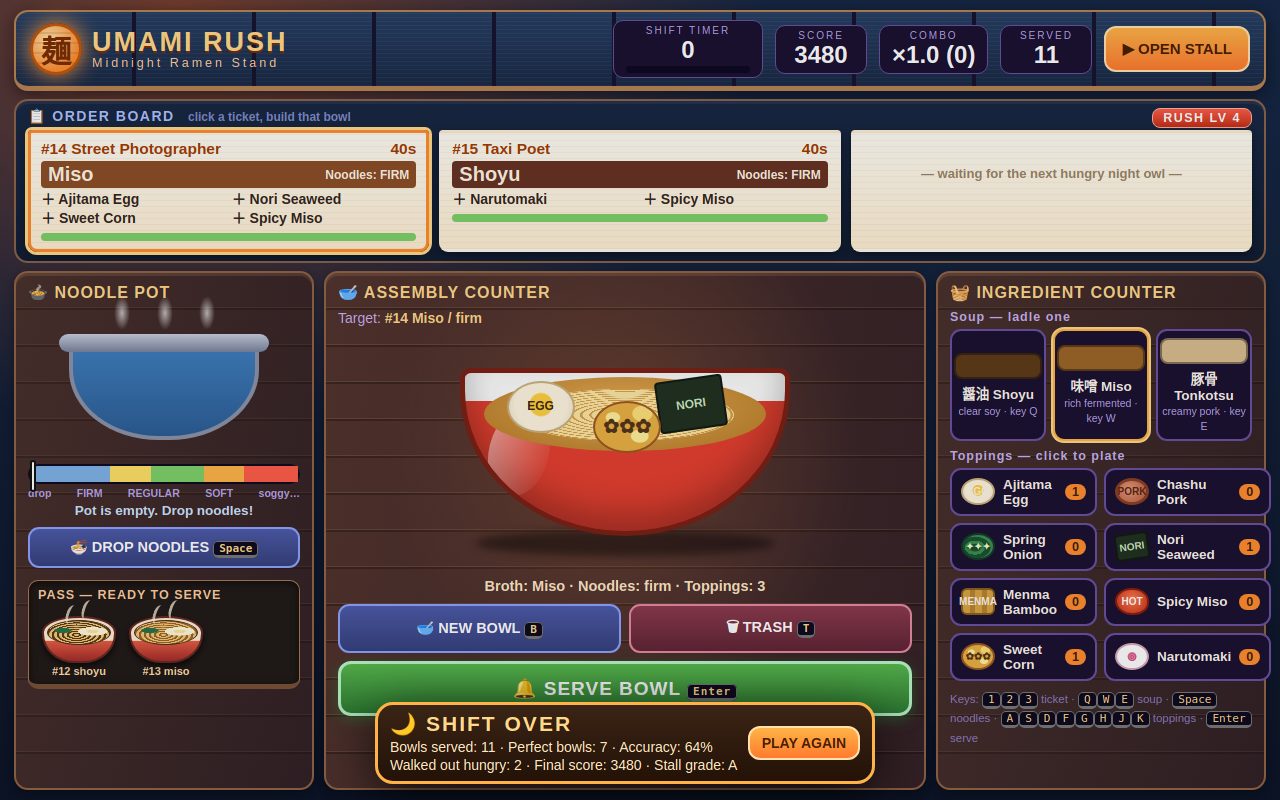 麺
UMAMI RUSH
Midnight Ramen Stand
SHIFT TIMER
0
SCORE
3480
COMBO
×1.0 (0)
SERVED
11
▶ OPEN STALL
📋 ORDER BOARD click a ticket, build that bowl
RUSH LV 4
#14 Street Photographer 40s
Miso Noodles: FIRM
＋ Ajitama Egg ＋ Nori Seaweed
＋ Sweet Corn ＋ Spicy Miso
#15 Taxi Poet 40s
Shoyu Noodles: FIRM
＋ Narutomaki ＋ Spicy Miso
— waiting for the next hungry night owl —
🍲 NOODLE POT
drop FIRM REGULAR SOFT soggy…
Pot is empty. Drop noodles!
🍜 DROP NOODLES Space
PASS — READY TO SERVE
#12 shoyu #13 miso
🥣 ASSEMBLY COUNTER
Target: #14 Miso / firm
EGG
NORI
✿✿✿
Broth: Miso · Noodles: firm · Toppings: 3
🥣 NEW BOWL B
🗑 TRASH T
🔔 SERVE BOWL Enter
🌙 SHIFT OVER
Bowls served: 11 · Perfect bowls: 7 · Accuracy: 64%
Walked out hungry: 2 · Final score: 3480 · Stall grade: A
PLAY AGAIN
🧺 INGREDIENT COUNTER
Soup — ladle one
醤油 Shoyu
clear soy · key Q
味噌 Miso
rich fermented ·
key W
豚骨
Tonkotsu
creamy pork · key
E
Toppings — click to plate
Ajitama
Egg
1
PORK
Chashu
Pork
0
✦✦✦
Spring
Onion
0
NORI
Nori
Seaweed
1
MENMA
Menma
Bamboo
0
HOT
Spicy Miso
0
✿✿✿
Sweet
Corn
1
Narutomaki
0
Keys: 1 2 3 ticket · Q W E soup · Space
noodles · A S D F G H J K toppings · Enter
serve